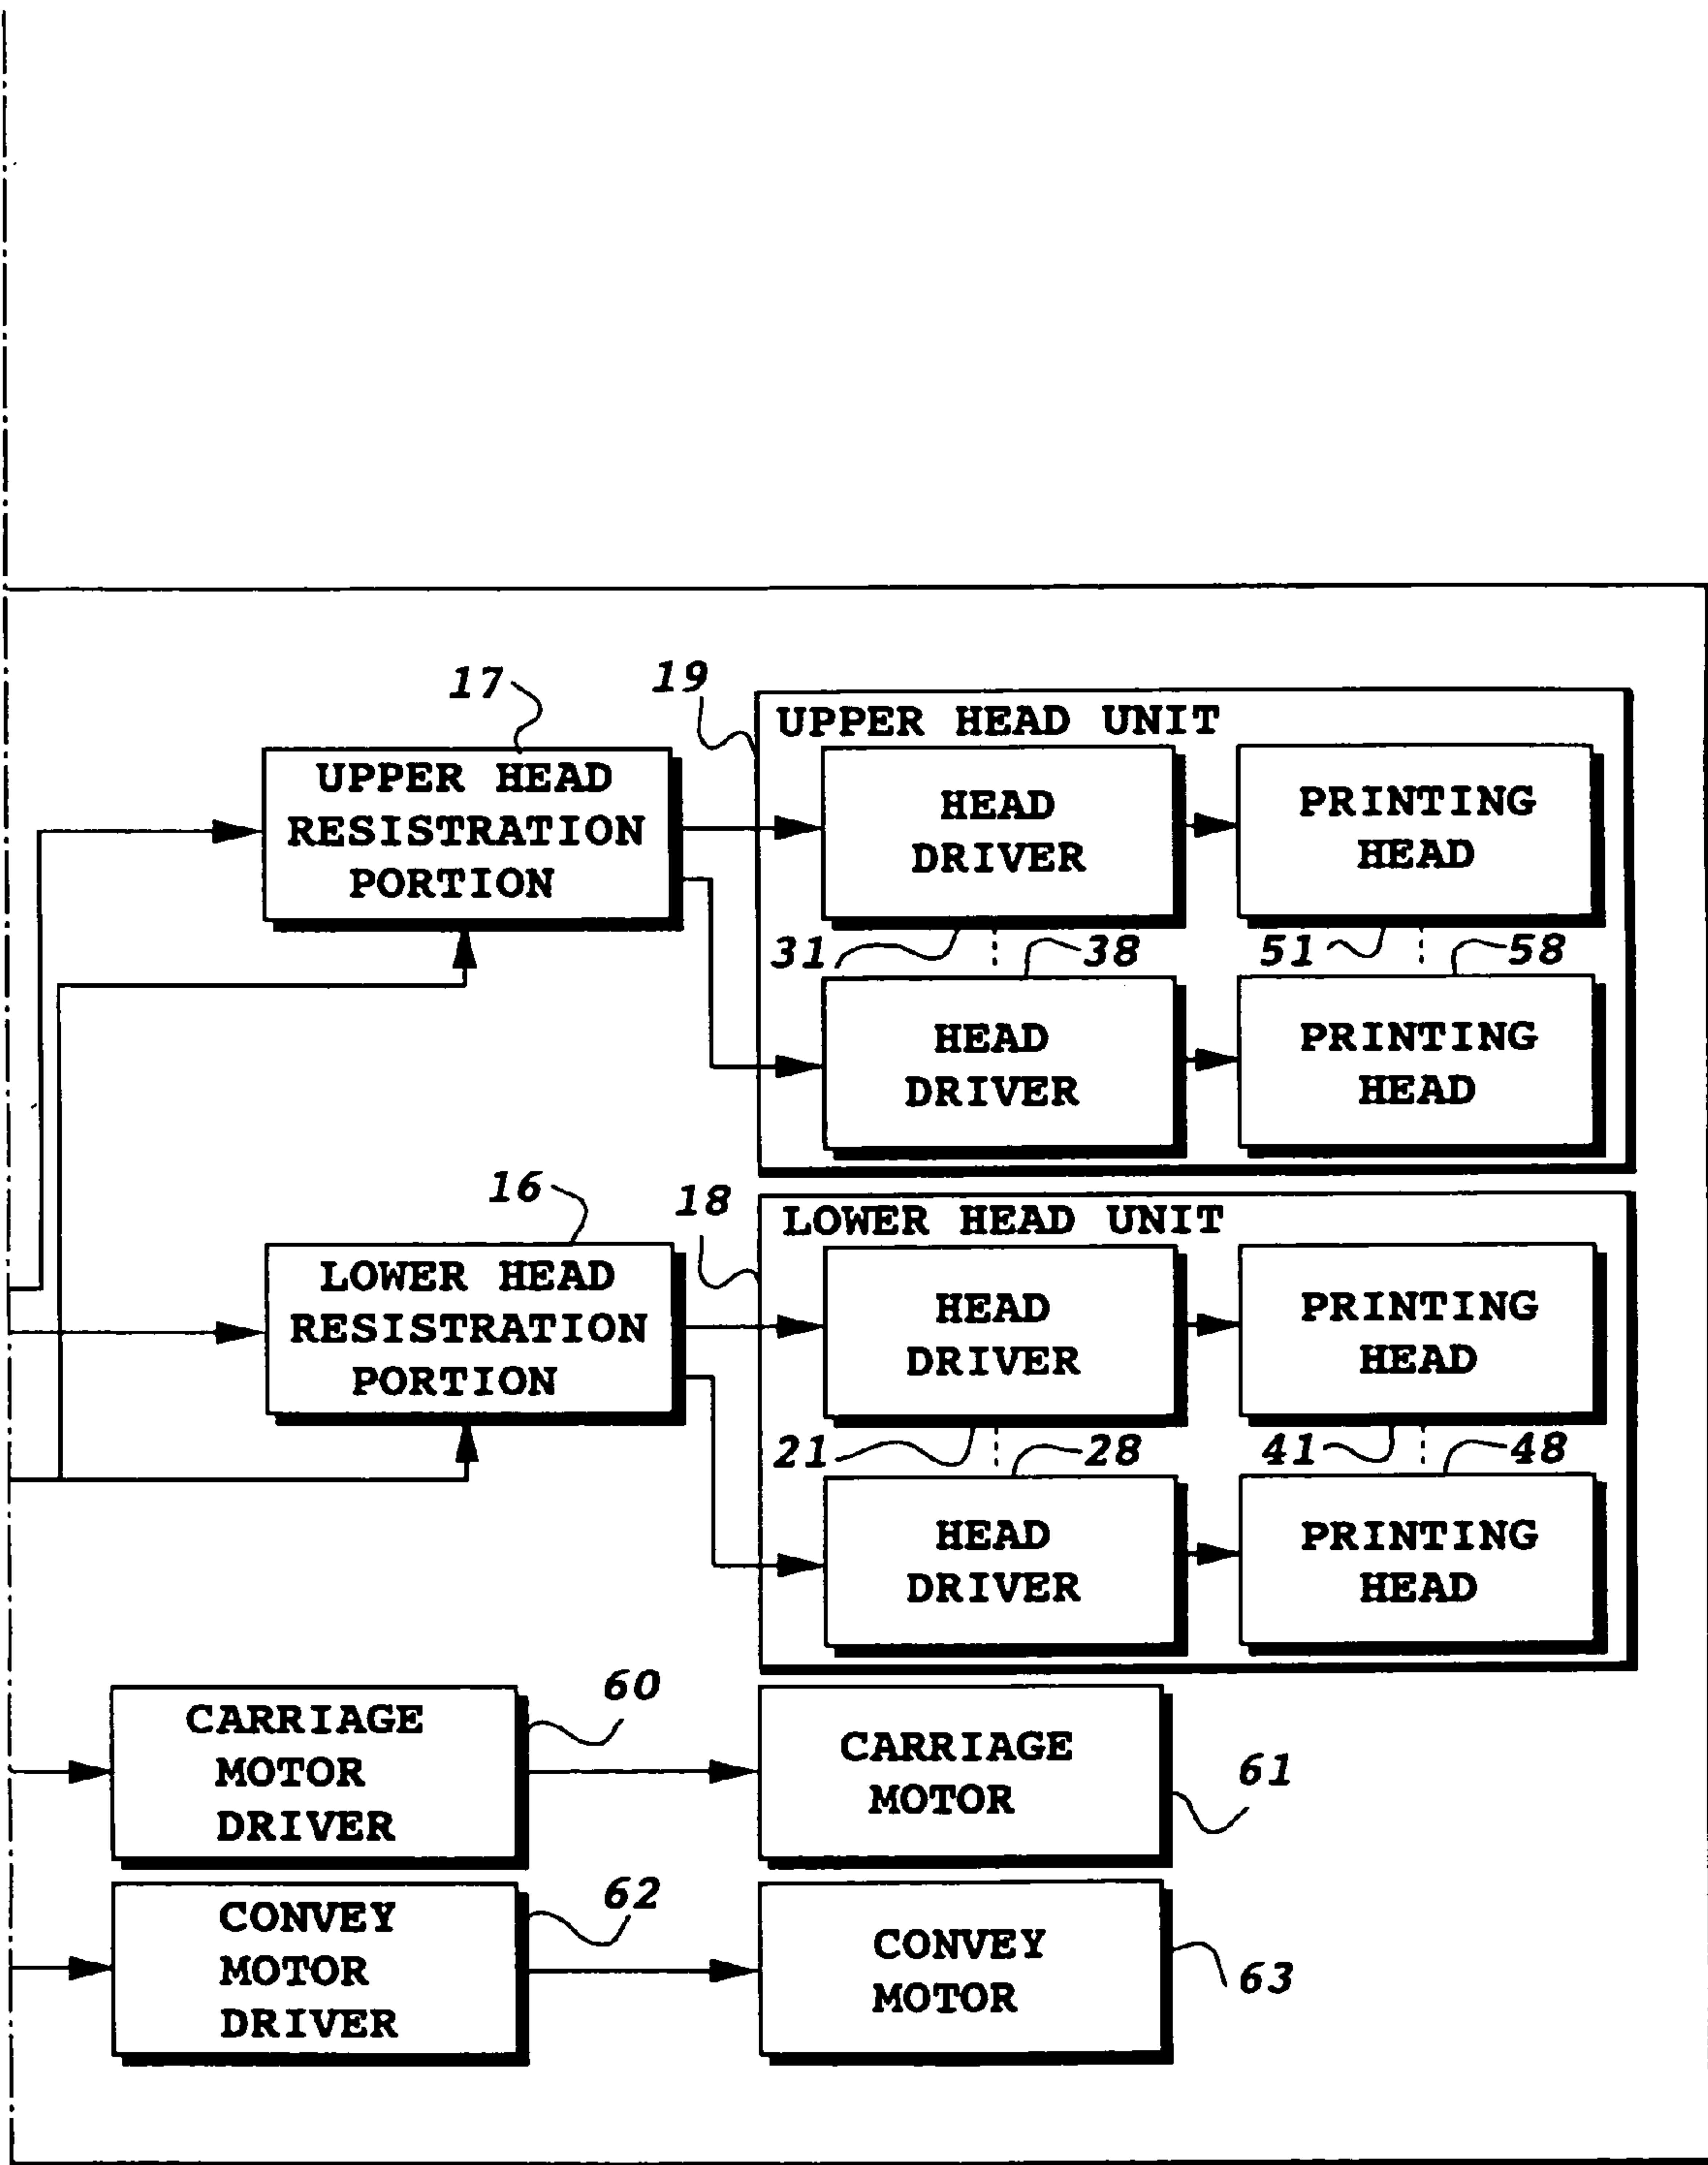 17
19
UPPER HEAD UNIT
UPPER HEAD
RESISTRATION
PORTION
HEAD
DRIVER
PRINTING
HEAD
31
38
51
58
HEAD
DRIVER
PRINTING
HEAD
16
18
LOWER HEAD UNIT
LOWER HEAD
RESISTRATION
PORTION
HEAD
DRIVER
PRINTING
HEAD
21
28
41
48
HEAD
DRIVER
PRINTING
HEAD
60
CARRIAGE
MOTOR
DRIVER
CARRIAGE
MOTOR
61
62
CONVEY
MOTOR
DRIVER
CONVEY
MOTOR
63